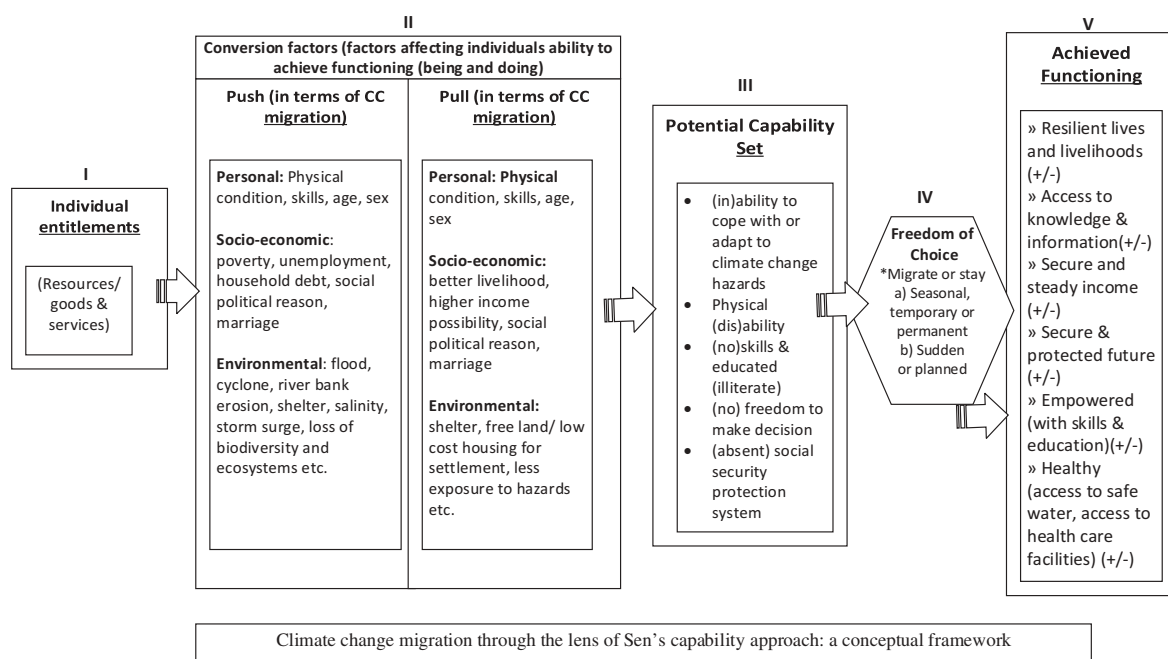 I
Individual
entitlements
(Resources/
goods &
services)
II
Conversion factors (factors affecting individuals ability to
achieve functioning (being and doing)
Push (in terms of CC
migration)
Personal: Physical
condition, skills, age, sex
Socio-economic:
poverty, unemployment,
household debt, social
political reason,
marriage
Environmental: flood,
cyclone, river bank
erosion, shelter, salinity,
storm surge, loss of
biodiversity and
ecosystems etc.
Pull (in terms of CC
migration)
Personal: Physical
condition, skills, age,
sex
Socio-economic:
better livelihood,
higher income
possibility, social
political reason,
marriage
Environmental:
shelter, free land/ low
cost housing for
settlement, less
exposure to hazards
etc.
III
Potential Capability
Set
• (in)ability to
cope with or
adapt to
climate change
hazards
• Physical
(dis)ability
• (no)skills &
educated
(illiterate)
• (no) freedom to
make decision
• (absent) social
security
protection
system
IV
Freedom of
Choice
*Migrate or stay
a) Seasonal,
temporary or
permanent
b) Sudden
or planned
V
Achieved
Functioning
» Resilient lives
and livelihoods
(+/-)
» Access to
knowledge &
information(+/-)
» Secure and
steady income
(+/-)
» Secure &
protected future
(+/-)
» Empowered
(with skills &
education)(+/-)
» Healthy
(access to safe
water, access to
health care
facilities) (+/-)
Climate change migration through the lens of Sen's capability approach: a conceptual framework